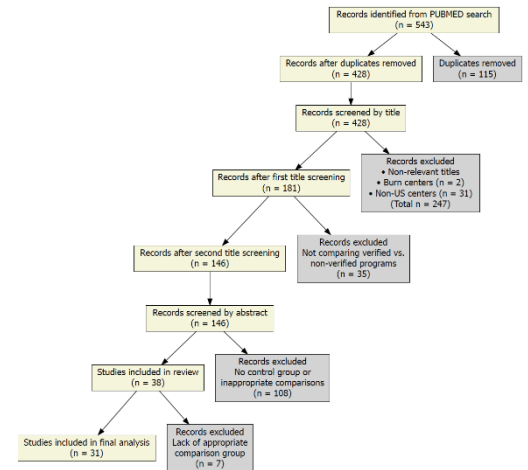 Records identified from PUBMED search
(n = 543)
Records after duplicates removed
(n = 428)
Duplicates removed
(n = 115)
Records screened by title
(n = 428)
Records excluded
• Non-relevant titles
• Burn centers (n = 2)
• Non-US centers (n = 31)
(Total n = 247)
Records after first title screening
(n = 181)
Records excluded
Not comparing verified vs.
non-verified programs
(n = 35)
Records after second title screening
(n = 146)
Records screened by abstract
(n = 146)
Records excluded
No control group or
inappropriate comparisons
(n = 108)
Studies included in review
(n = 38)
Records excluded
Lack of appropriate
comparison group
(n = 7)
Studies included in final analysis
(n = 31)